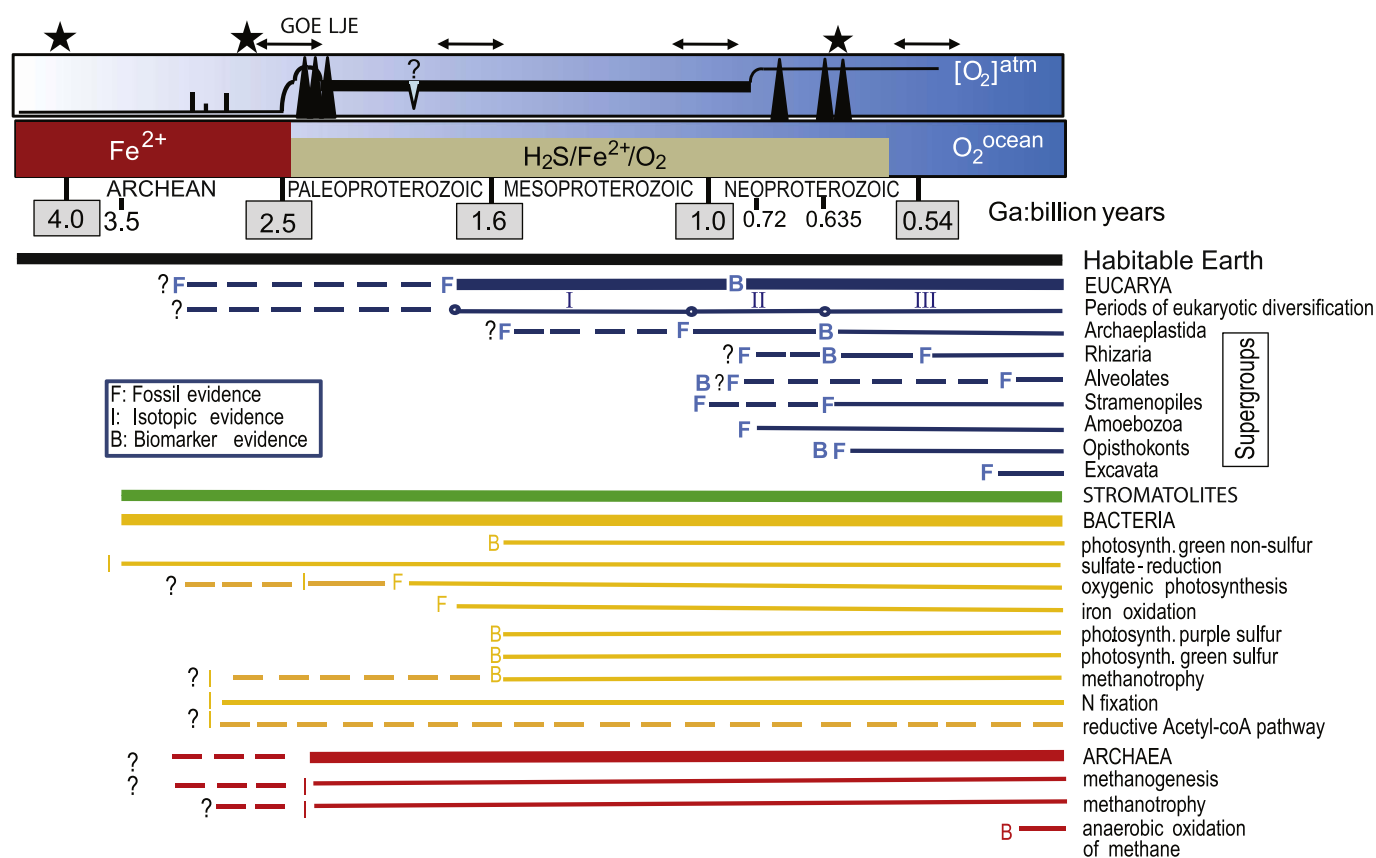 GOE LJE
?
[O₂]ᵃᵗᵐ
Fe²⁺
H₂S/Fe²⁺/O₂
O₂ᵒᶜᵉᵃⁿ
ARCHEAN PALEOPROTEROZOIC MESOPROTEROZOIC NEOPROTEROZOIC
4.0 3.5 2.5 1.6 1.0 0.72 0.635 0.54 Ga:billion years
Habitable Earth
? F F B EUCARYA
? I II III Periods of eukaryotic diversification
? F F B Archaeplastida
? F B F Rhizaria
B ? F F Alveolates
F F Stramenopiles
F Amoebozoa
B F Opisthokonts
F Excavata
Supergroups
F: Fossil evidence
I: Isotopic evidence
B: Biomarker evidence
STROMATOLITES
BACTERIA
B photosynth. green non-sulfur
I sulfate-reduction
? I F oxygenic photosynthesis
F iron oxidation
B photosynth. purple sulfur
B photosynth. green sulfur
? I B methanotrophy
I N fixation
? I reductive Acetyl-coA pathway
? ARCHAEA
? I methanogenesis
? I methanotrophy
B anaerobic oxidation
of methane